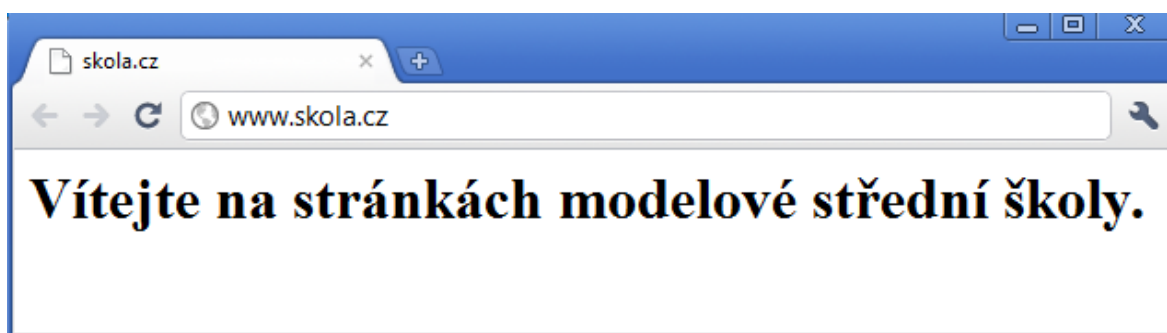 skola.cz
www.skola.cz
Vítejte na stránkách modelové střední školy.